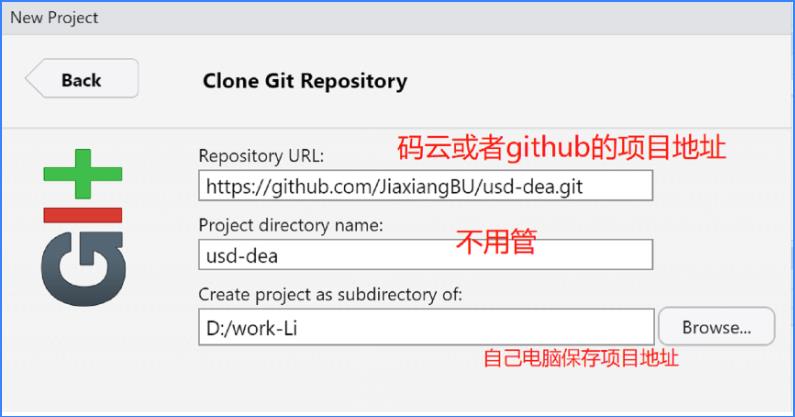 New Project
Back
Clone Git Repository
码云或者github的项目地址
Repository URL:
https://github.com/JiaxiangBU/usd-dea.git
Project directory name:
不用管
usd-dea
Create project as subdirectory of:
D:/work-Li
Browse...
自己电脑保存项目地址
GIt